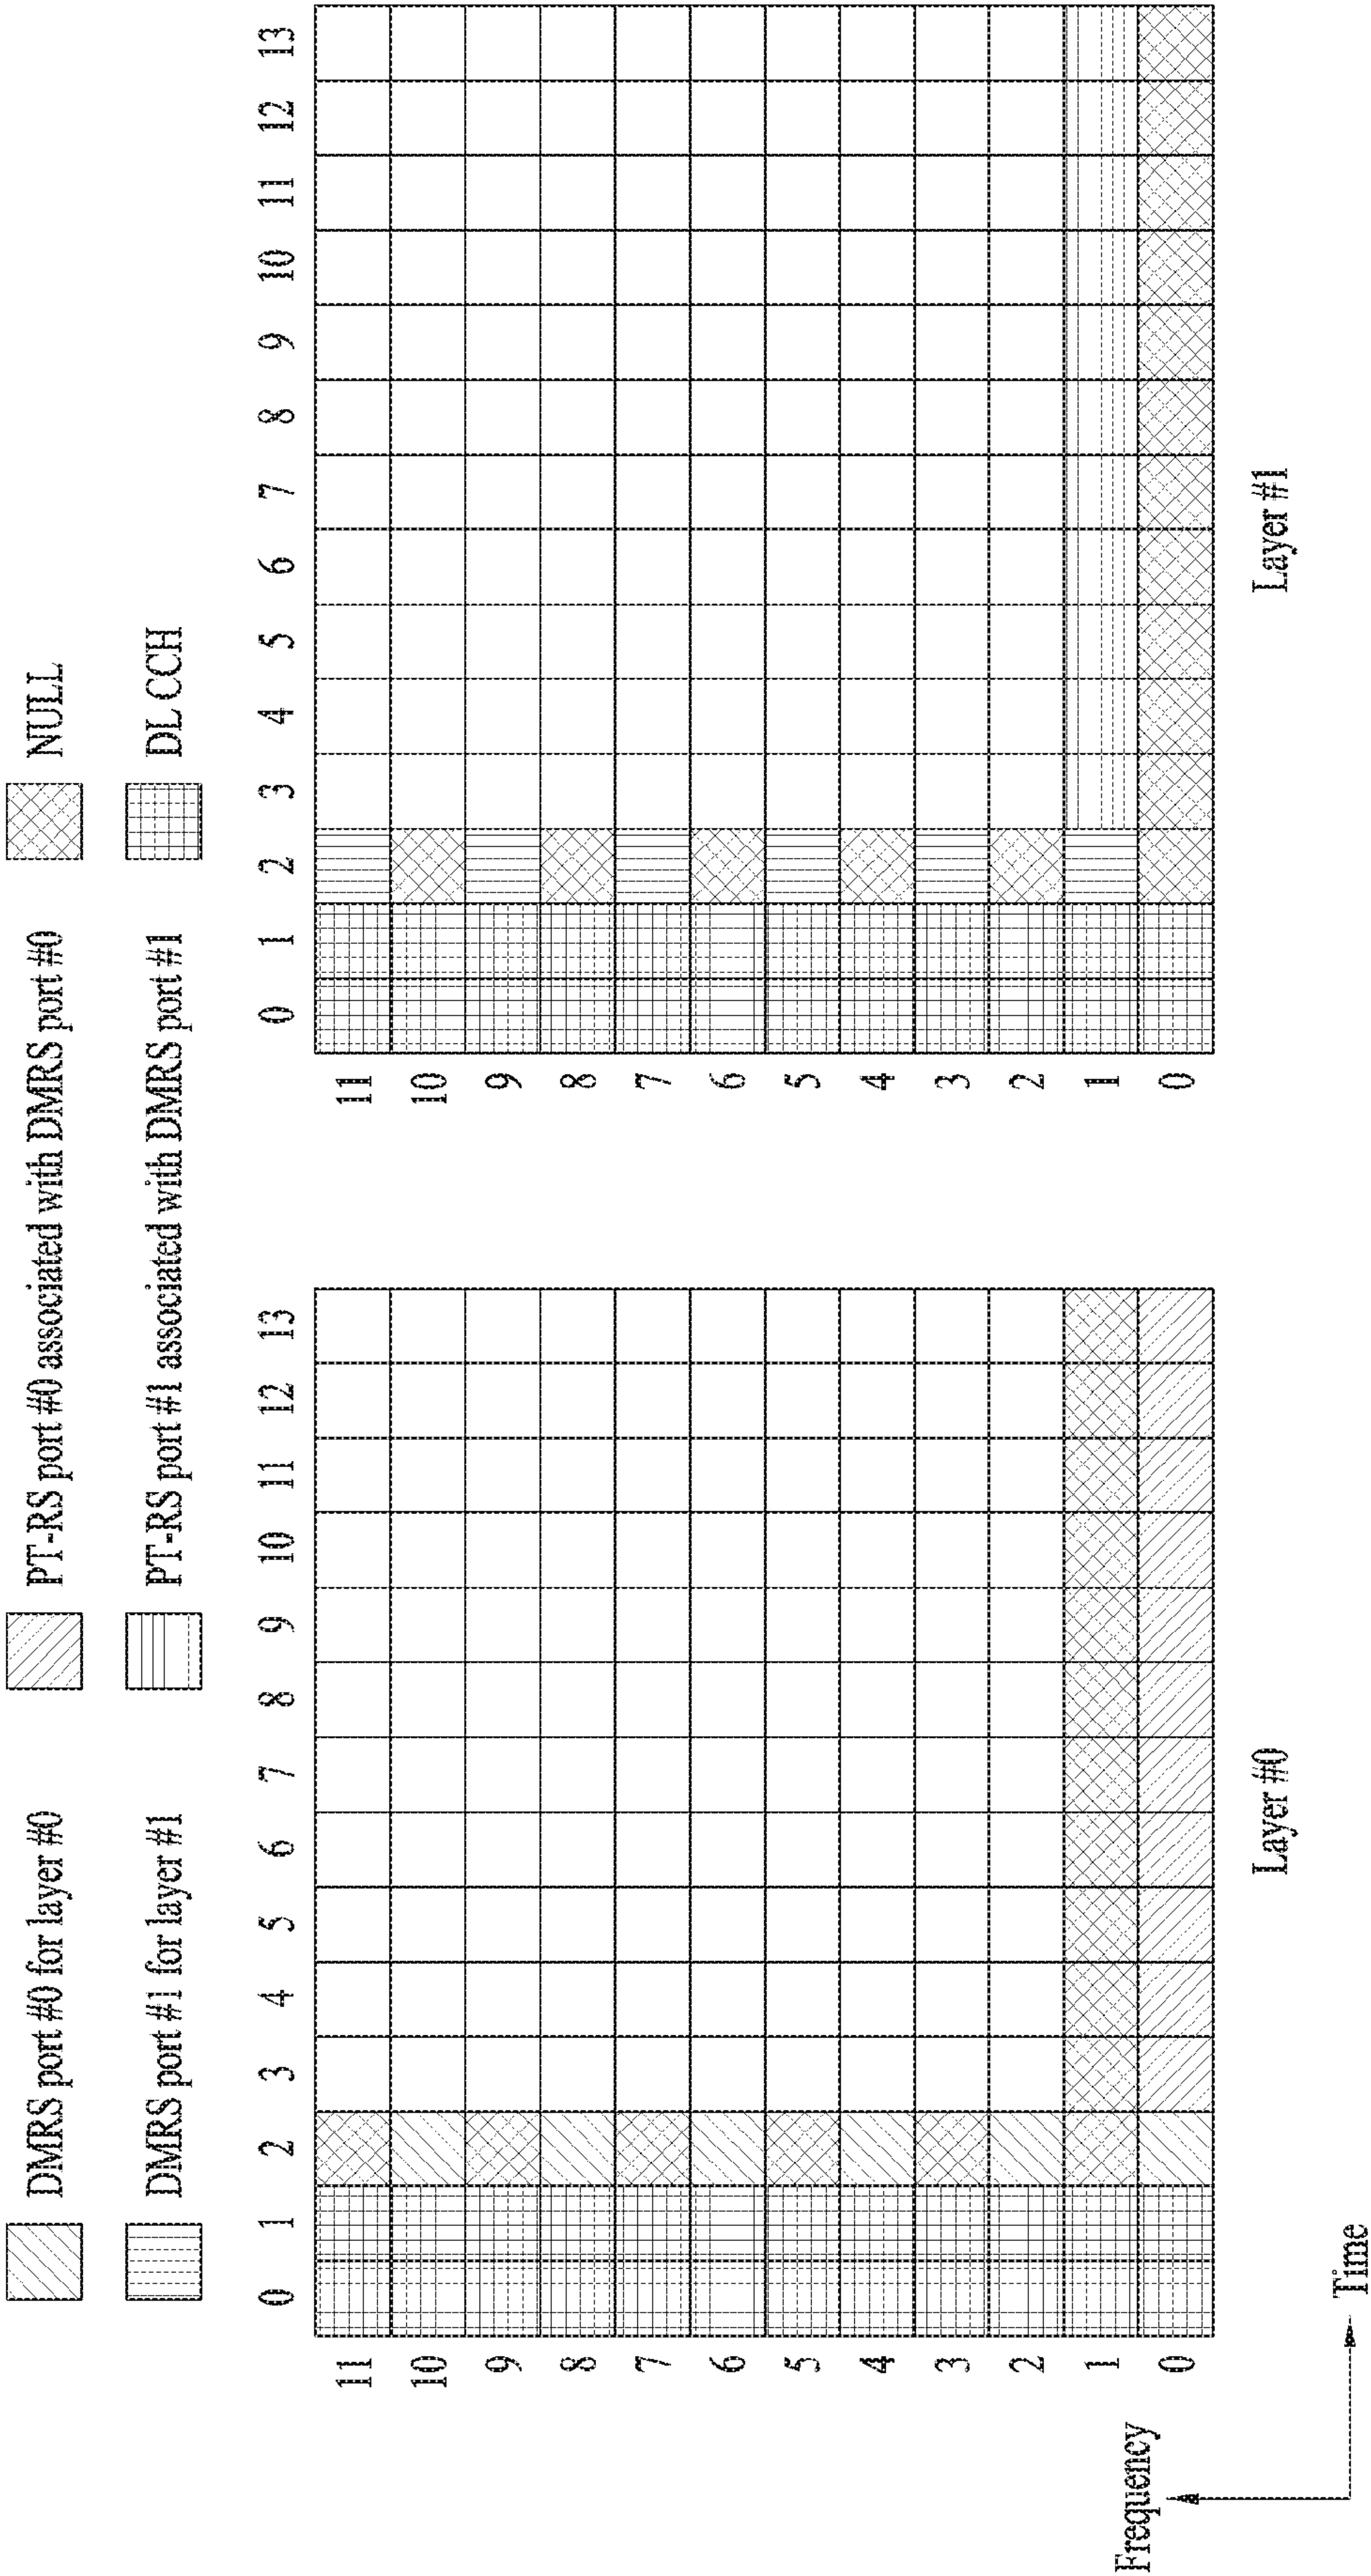 DMRS port #0 for layer #0
PT-RS port #0 associated with DMRS port #0
NULL
DMRS port #1 for layer #1
PT-RS port #1 associated with DMRS port #1
DL CCH
0 1 2 3 4 5 6 7 8 9 10 11 12 13
11
10
9
8
7
6
5
4
3
2
1
0
Layer #0
0 1 2 3 4 5 6 7 8 9 10 11 12 13
11
10
9
8
7
6
5
4
3
2
1
0
Layer #1
Frequency
Time